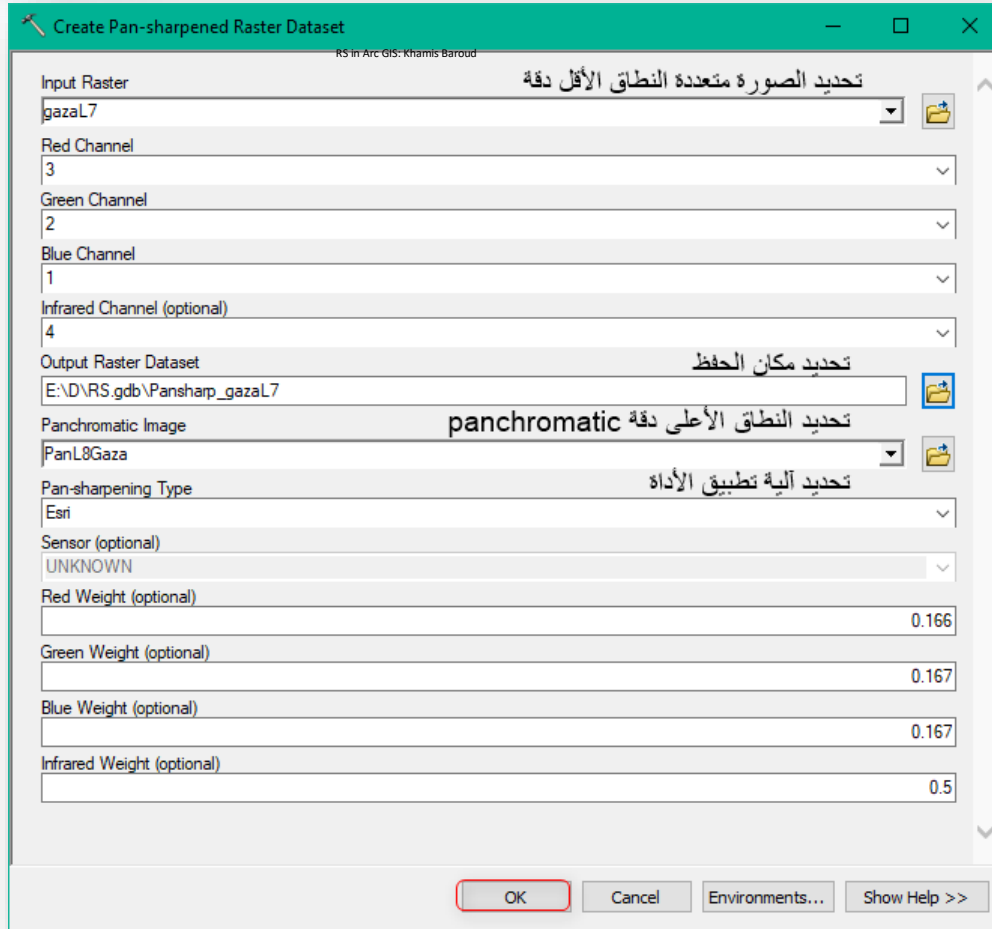 Create Pan-sharpened Raster Dataset
RS in Arc GIS: Khamis Baroud
Input Raster
تحديد الصورة متعددة النطاق الأقل دقة
gazaL7
Red Channel
3
Green Channel
2
Blue Channel
1
Infrared Channel (optional)
4
Output Raster Dataset
تحديد مكان الحفظ
E:\D\RS.gdb\Pansharp_gazaL7
Panchromatic Image
تحديد النطاق الأعلى دقة panchromatic
PanL8Gaza
Pan-sharpening Type
تحديد آلية تطبيق الأداة
Esri
Sensor (optional)
UNKNOWN
Red Weight (optional)
0.166
Green Weight (optional)
0.167
Blue Weight (optional)
0.167
Infrared Weight (optional)
0.5
OK Cancel Environments... Show Help >>